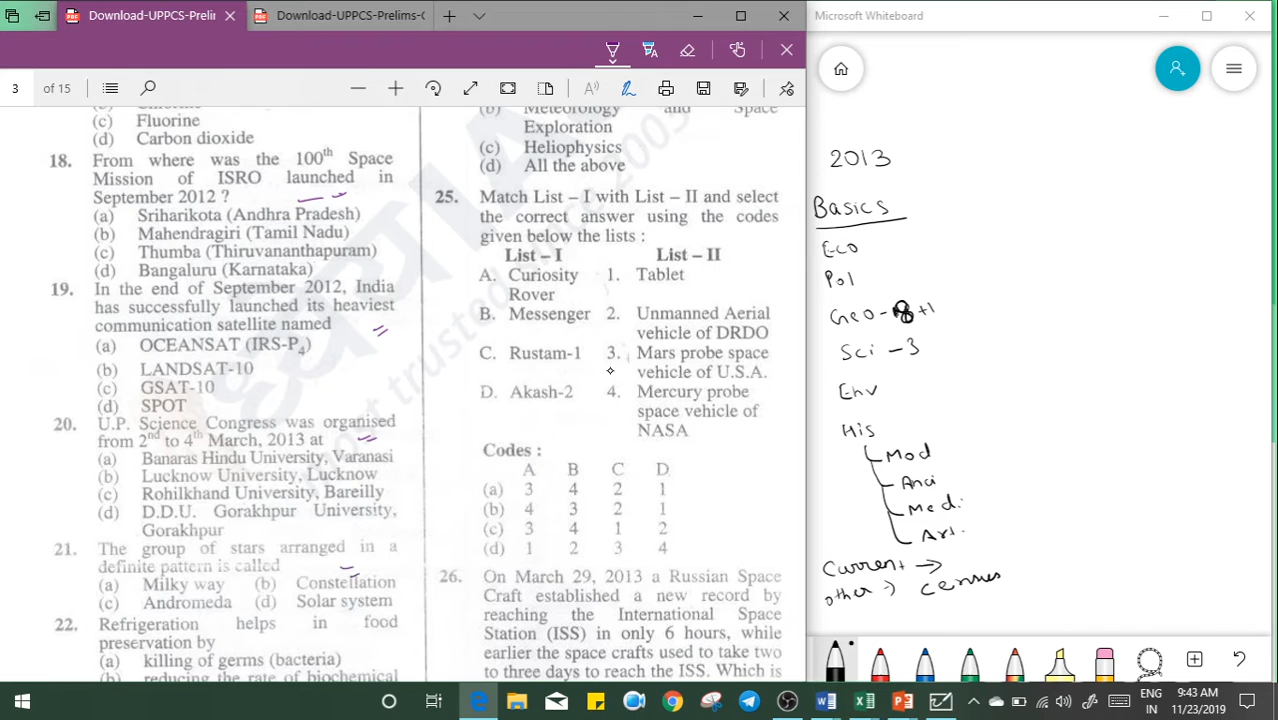 Download-UPPCS-Prelin
Download-UPPCS-Prelims-C
Microsoft Whiteboard
3 of 15
(c) Fluorine
(d) Carbon dioxide
18. From where was the 100th Space
Mission of ISRO launched in
September 2012 ?
(a) Sriharikota (Andhra Pradesh)
(b) Mahendragiri (Tamil Nadu)
(c) Thumba (Thiruvananthapuram)
(d) Bangaluru (Karnataka)
19. In the end of September 2012, India
has successfully launched its heaviest
communication satellite named
(a) OCEANSAT (IRS-P4)
(b) LANDSAT-10
(c) GSAT-10
(d) SPOT
20. U.P. Science Congress was organised
from 2nd to 4th March, 2013 at
(a) Banaras Hindu University, Varanasi
(b) Lucknow University, Lucknow
(c) Rohilkhand University, Bareilly
(d) D.D.U. Gorakhpur University,
Gorakhpur
21. The group of stars arranged in a
definite pattern is called
(a) Milky way (b) Constellation
(c) Andromeda (d) Solar system
22. Refrigeration helps in food
preservation by
(a) killing of germs (bacteria)
(b) reducing the rate of biochemical
(b) Meteorology and Space
Exploration
(c) Heliophysics
(d) All the above
25. Match List – I with List – II and select
the correct answer using the codes
given below the lists :
List – I List – II
A. Curiosity 1. Tablet
Rover
B. Messenger 2. Unmanned Aerial
vehicle of DRDO
C. Rustam-1 3. Mars probe space
vehicle of U.S.A.
D. Akash-2 4. Mercury probe
space vehicle of
NASA
Codes :
A B C D
(a) 3 4 2 1
(b) 4 3 2 1
(c) 3 4 1 2
(d) 1 2 3 4
26. On March 29, 2013 a Russian Space
Craft established a new record by
reaching the International Space
Station (ISS) in only 6 hours, while
earlier the space crafts used to take two
to three days to reach the ISS. Which is
2013
Basics
Eco
Pol
Geo - 8 +1
Sci - 3
Env
His
Mod
Anci
Medi
Art.
Current →
other → census
ENG
IN
9:43 AM
11/23/2019